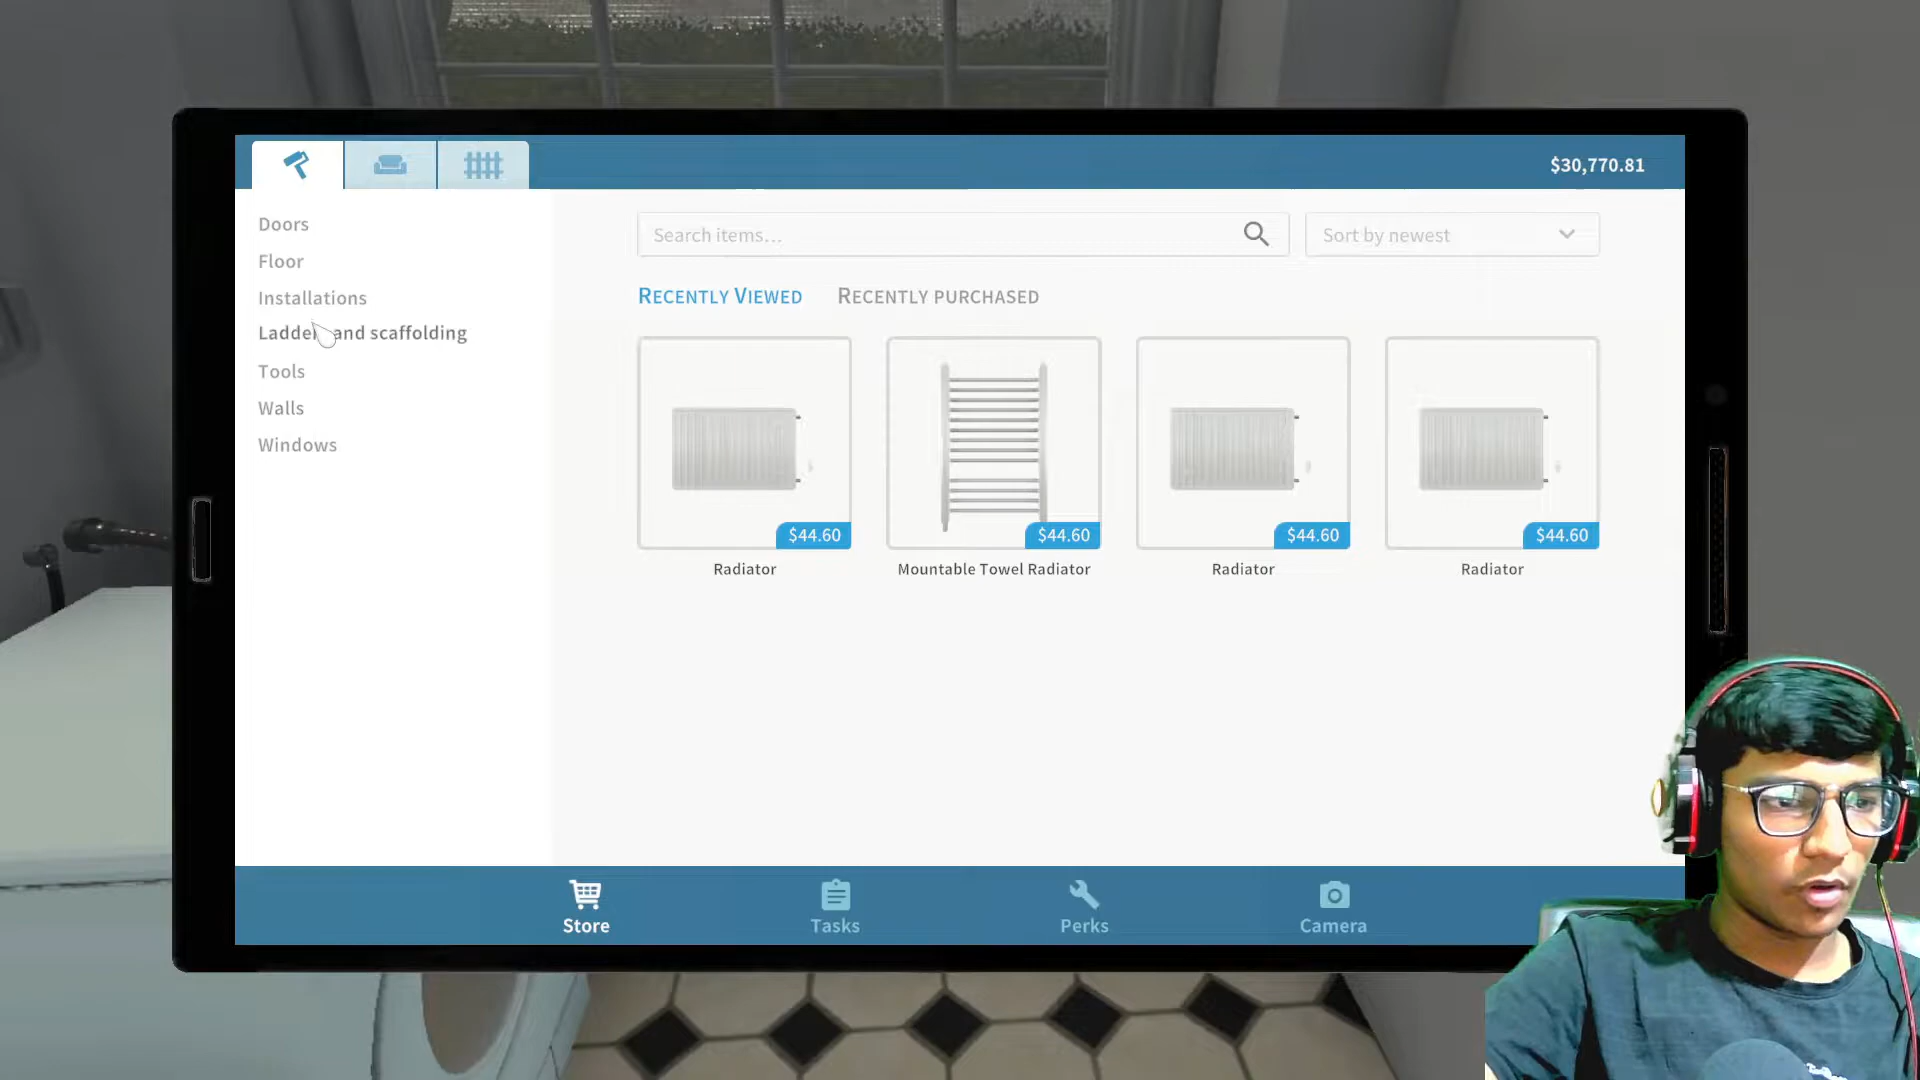 $30,770.81
Doors
Floor
Installations
Ladder and scaffolding
Tools
Walls
Windows
Search items...
Sort by newest
RECENTLY VIEWED
RECENTLY PURCHASED
$44.60
$44.60
$44.60
$44.60
Radiator
Mountable Towel Radiator
Radiator
Radiator
Store
Tasks
Perks
Camera